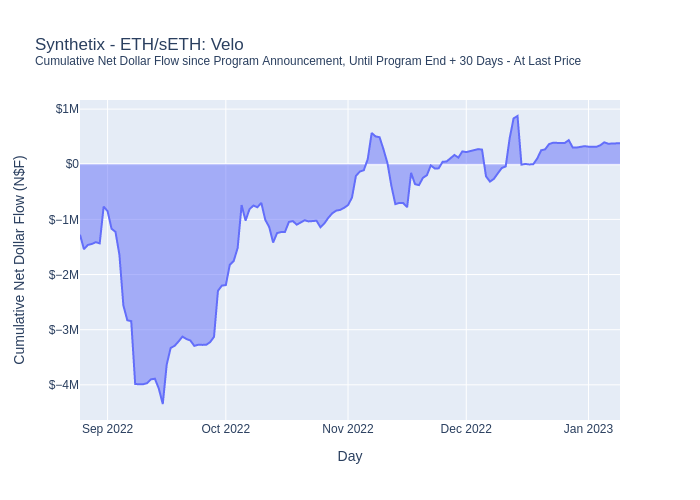 Synthetix - ETH/sETH: Velo
Cumulative Net Dollar Flow since Program Announcement, Until Program End + 30 Days - At Last Price
Cumulative Net Dollar Flow (N$F)
$1M
$0
$−1M
$−2M
$−3M
$−4M
Sep 2022
Oct 2022
Nov 2022
Dec 2022
Jan 2023
Day